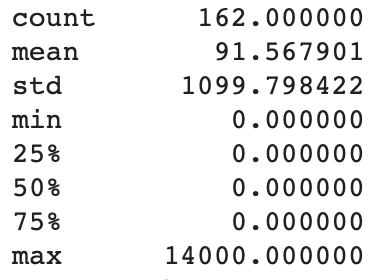 count 162.000000
mean 91.567901
std 1099.798422
min 0.000000
25% 0.000000
50% 0.000000
75% 0.000000
max 14000.000000